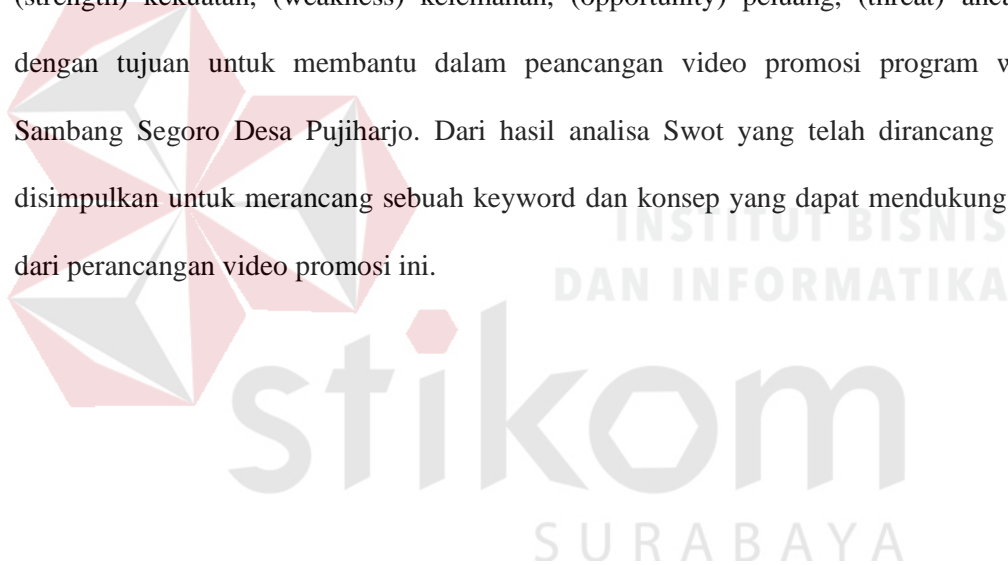 (strength) kekuatan, (weakness) kelemahan, (opportunity) peluang, (threat)
dengan tujuan untuk membantu dalam peancangan video promosi program
Sambang Segoro Desa Pujiharjo. Dari hasil analisa Swot yang telah dirancang
disimpulkan untuk merancang sebuah keyword dan konsep yang dapat mendukung
dari perancangan video promosi ini.
INSTITUT BISNIS
DAN INFORMATIKA
stikom
SURABAYA